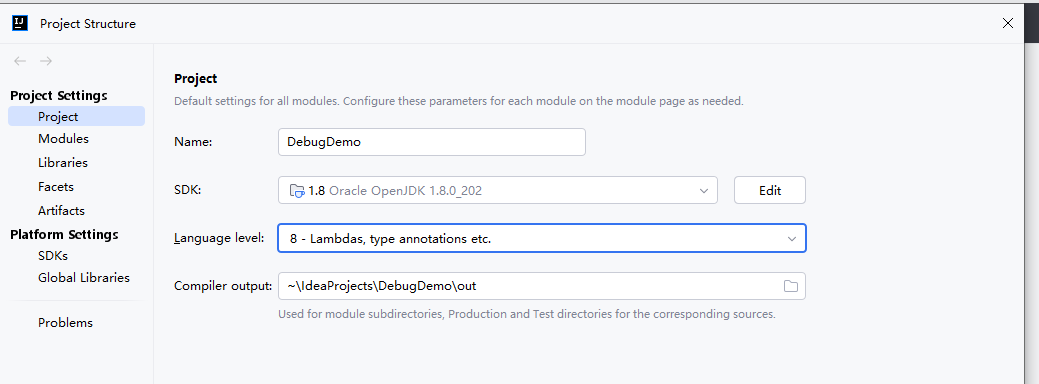 IJ
Project Structure
Project Settings
Project
Modules
Libraries
Facets
Artifacts
Platform Settings
SDKs
Global Libraries
Problems
Project
Default settings for all modules. Configure these parameters for each module on the module page as needed.
Name: DebugDemo
SDK: 1.8 Oracle OpenJDK 1.8.0_202 Edit
Language level: 8 - Lambdas, type annotations etc.
Compiler output: ~\IdeaProjects\DebugDemo\out
Used for module subdirectories, Production and Test directories for the corresponding sources.